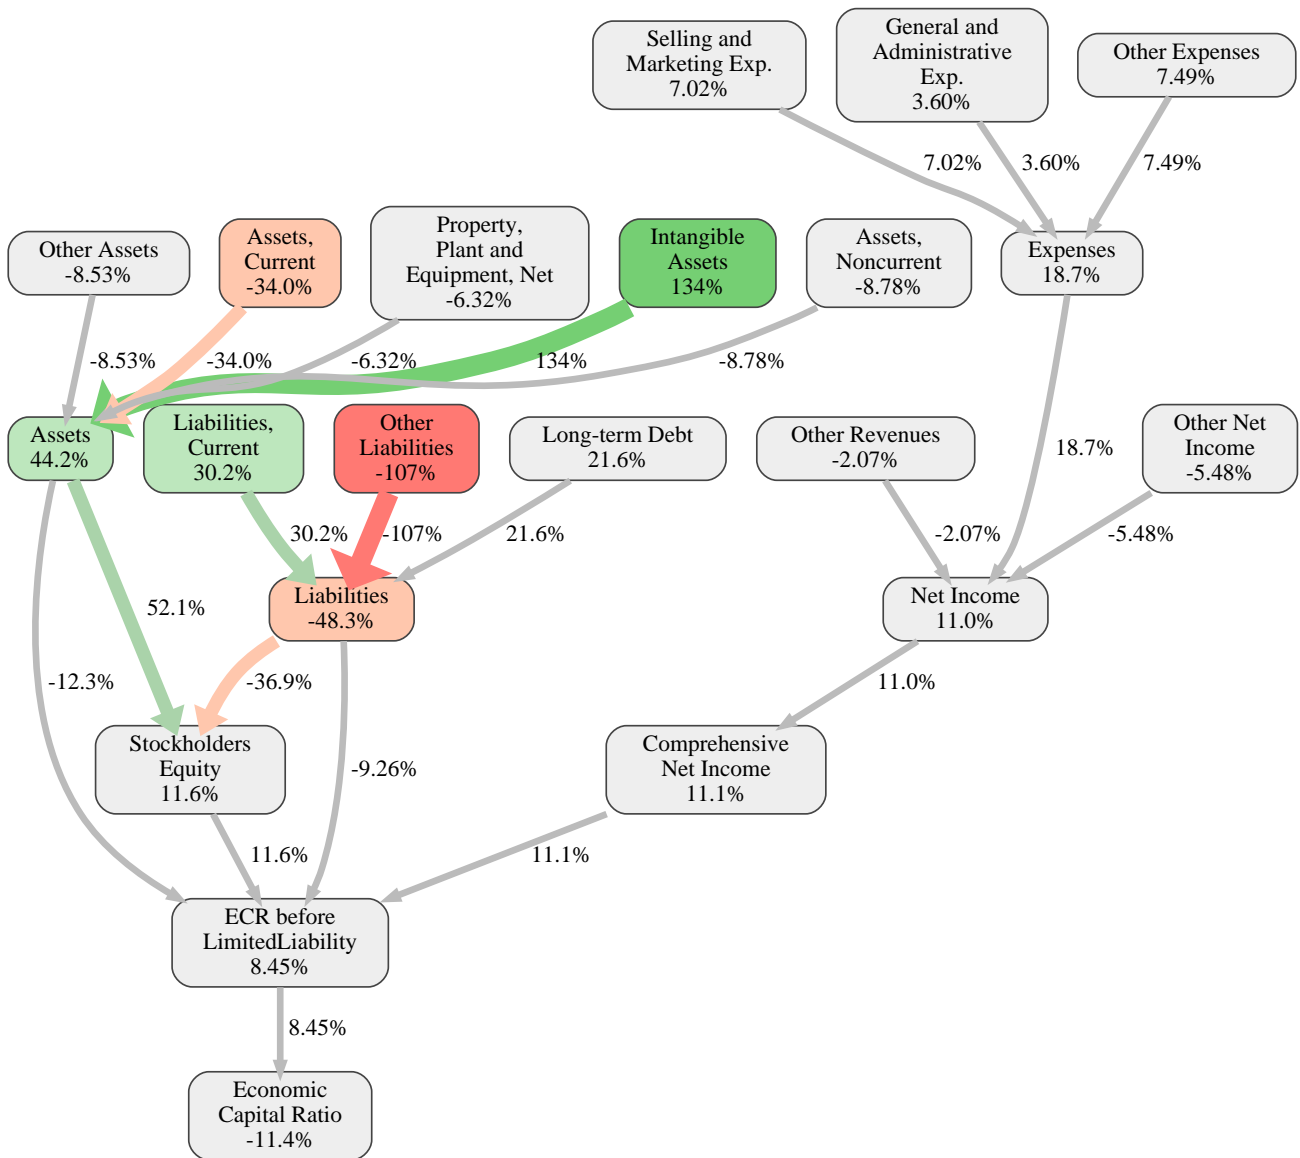 Selling and
Marketing Exp.
7.02%
General and
Administrative
Exp.
3.60%
Other Expenses
7.49%
7.02%
3.60%
7.49%
Other Assets
-8.53%
Assets,
Current
-34.0%
Property,
Plant and
Equipment, Net
-6.32%
Intangible
Assets
134%
Assets,
Noncurrent
-8.78%
Expenses
18.7%
-8.53%
-34.0%
-6.32%
134%
-8.78%
Assets
44.2%
Liabilities,
Current
30.2%
Other
Liabilities
-107%
Long-term Debt
21.6%
Other Revenues
-2.07%
18.7%
Other Net
Income
-5.48%
30.2%
-107%
21.6%
-2.07%
-5.48%
52.1%
Liabilities
-48.3%
Net Income
11.0%
-12.3%
-36.9%
11.0%
Stockholders
Equity
11.6%
-9.26%
Comprehensive
Net Income
11.1%
11.6%
11.1%
ECR before
LimitedLiability
8.45%
8.45%
Economic
Capital Ratio
-11.4%